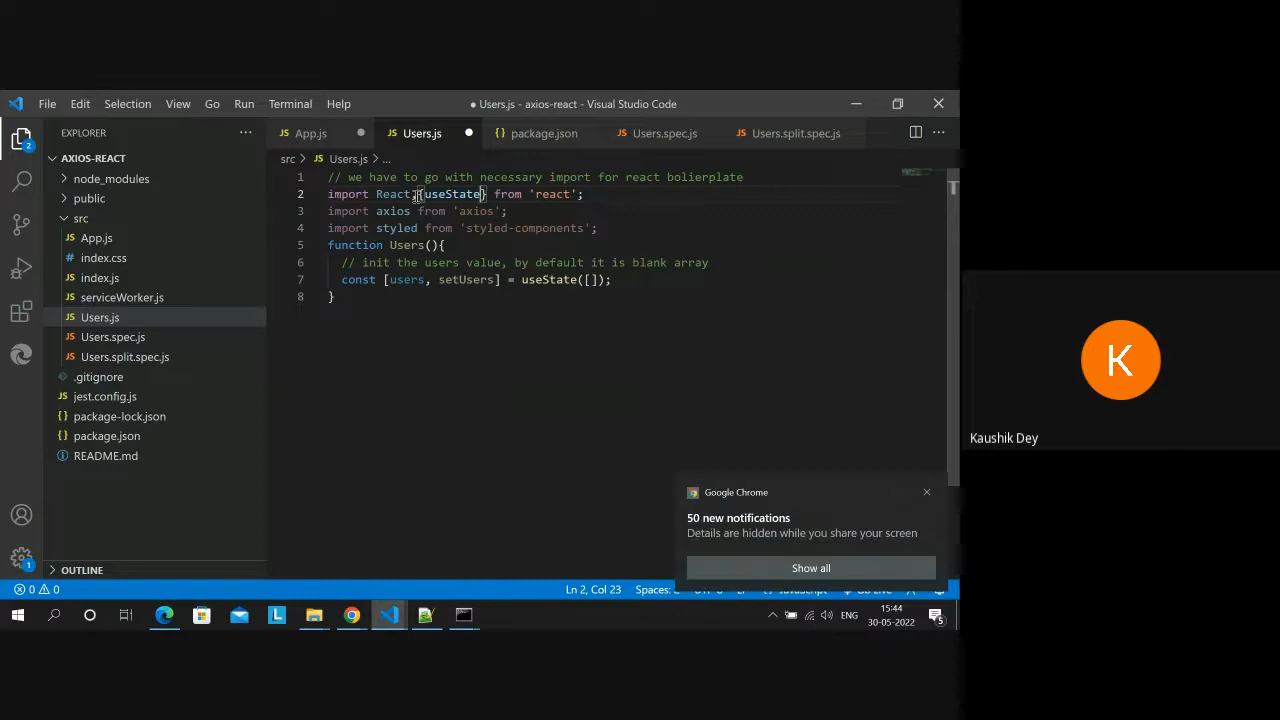 File Edit Selection View Go Run Terminal Help
● Users.js - axios-react - Visual Studio Code
EXPLORER
AXIOS-REACT
node_modules
public
src
JS App.js
# index.css
JS index.js
JS serviceWorker.js
JS Users.js
JS Users.spec.js
JS Users.split.spec.js
.gitignore
JS jest.config.js
{} package-lock.json
{} package.json
README.md
OUTLINE
2
1
JS App.js
JS Users.js
{} package.json
JS Users.spec.js
JS Users.split.spec.js
src > JS Users.js > ...
1 // we have to go with necessary import for react bolierplate
2 import React,{useState} from 'react';
3 import axios from 'axios';
4 import styled from 'styled-components';
5 function Users(){
6 // init the users value, by default it is blank array
7 const [users, setUsers] = useState([]);
8 }
Google Chrome
50 new notifications
Details are hidden while you share your screen
Show all
0 0
Ln 2, Col 23
L
ENG
15:44
30-05-2022
5
K
Kaushik Dey